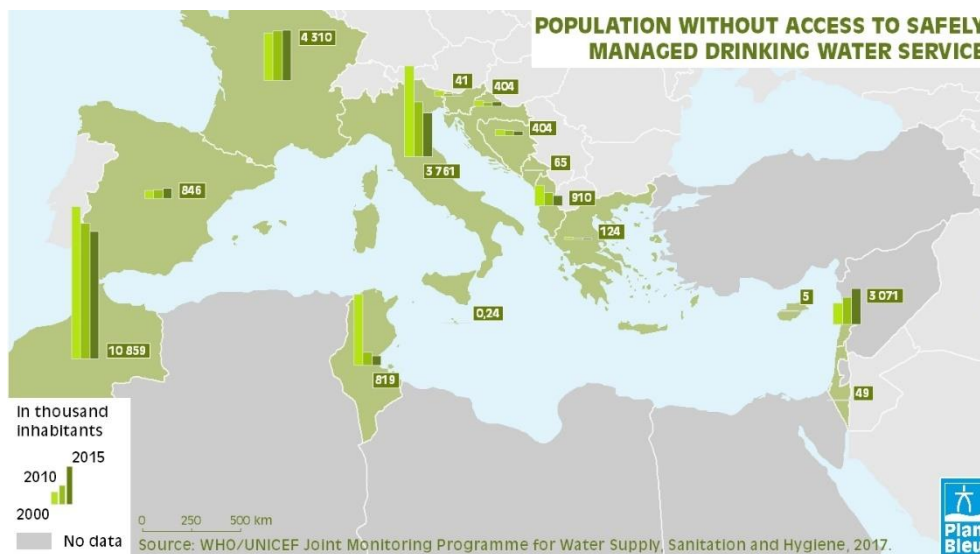 POPULATION WITHOUT ACCESS TO SAFELY
MANAGED DRINKING WATER SERVICE
4 310
41
404
404
3 761
65
846
910
124
0,24
5
3 071
10 859
819
49
In thousand
inhabitants
2015
2010
2000
No data
0 250 500 km
Source: WHO/UNICEF Joint Monitoring Programme for Water Supply, Sanitation and Hygiene, 2017.
Plan
Bleu